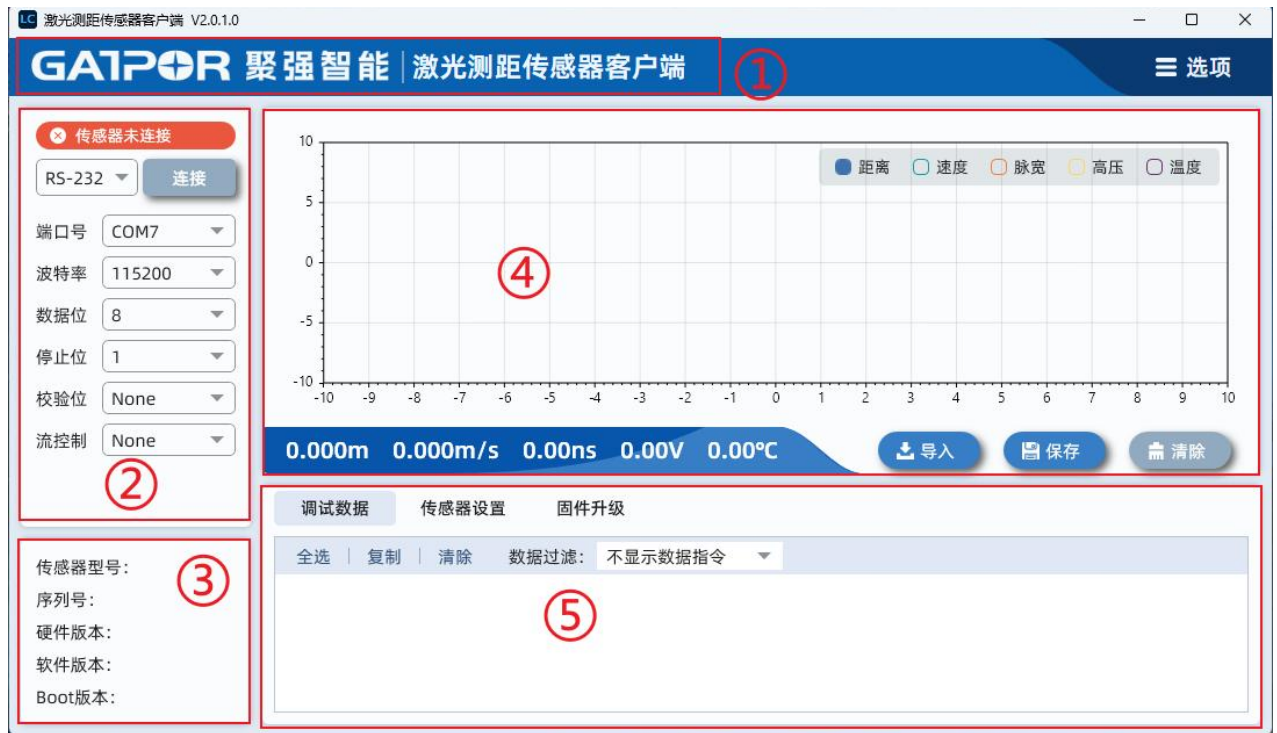 LC 激光测距传感器客户端 V2.0.1.0
GATPOR 聚强智能 激光测距传感器客户端 ① 选项
传感器未连接
RS-232 连接
端口号 COM7
波特率 115200
数据位 8
停止位 1
校验位 None
流控制 None
②
传感器型号:
序列号:
硬件版本:
软件版本:
Boot版本:
③
距离 速度 脉宽 高压 温度
10
5
0
-5
-10
-10 -9 -8 -7 -6 -5 -4 -3 -2 -1 0 1 2 3 4 5 6 7 8 9 10
④
0.000m 0.000m/s 0.00ns 0.00V 0.00℃ 导入 保存 清除
调试数据 传感器设置 固件升级
全选 复制 清除 数据过滤: 不显示数据指令
⑤